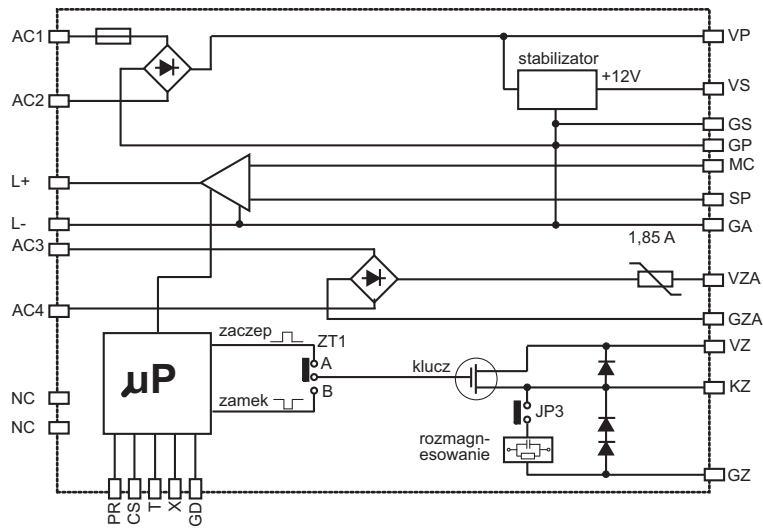 AC1
VP
stabilizator
+12V
AC2
VS
GS
GP
MC
L+
SP
L-
GA
AC3
1,85 A
VZA
AC4
GZA
zaczep
ZT1
VZ
A
klucz
µP
KZ
B
zamek
NC
JP3
NC
rozmagn-
esowanie
GZ
PR
CS
T
X
GD